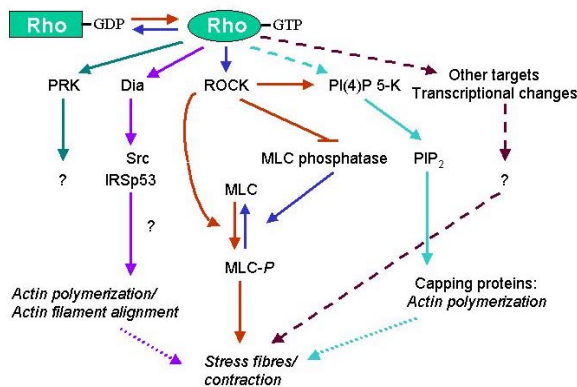 Rho
GDP
Rho
GTP
PRK
Dia
ROCK
PI(4)P 5-K
Other targets
Transcriptional changes
?
Src
IRSp53
MLC phosphatase
PIP2
?
?
MLC
MLC-P
Actin polymerization/
Actin filament alignment
Capping proteins:
Actin polymerization
Stress fibres/
contraction